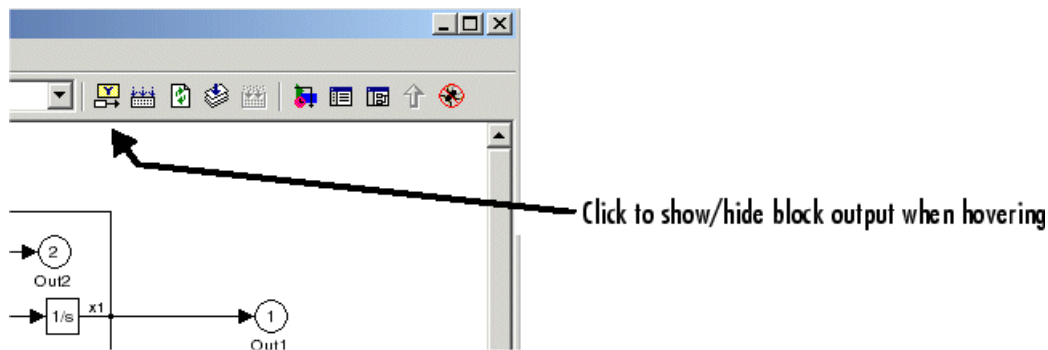 Y
Click to show/hide block output when hovering
2
Out2
1/s x1
1
Out1